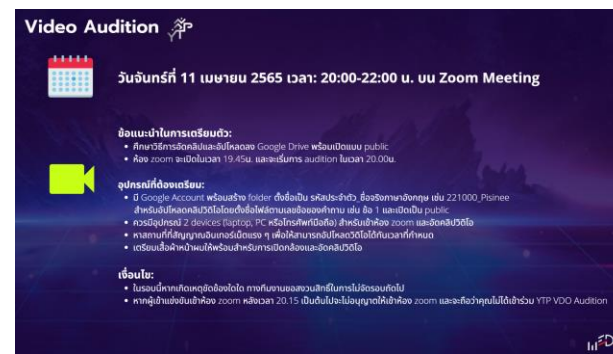 Video Audition
วันจันทร์ที่ 11 เมษายน 2565 เวลา: 20:00-22:00 น. บน Zoom Meeting
ข้อแนะนำในการเตรียมตัว:
• ศึกษาวิธีการอัดคลิปและอัปโหลดลง Google Drive พร้อมเปิดแบบ public
• ห้อง zoom จะเปิดในเวลา 19.45น. และจะเริ่มการ audition ในเวลา 20.00น.
อุปกรณ์ที่ต้องเตรียม:
• มี Google Account พร้อมสร้าง folder ตั้งชื่อเป็น รหัสประจำตัว_ชื่อจริงภาษาอังกฤษ เช่น 221000_Pisinee
สำหรับอัปโหลดคลิปวิดีโอโดยตั้งชื่อไฟล์ตามเลขข้อของคำถาม เช่น ข้อ 1 และเปิดเป็น public
• ควรมีอุปกรณ์ 2 devices (laptop, PC หรือโทรศัพท์มือถือ) สำหรับเข้าห้อง zoom และอัดคลิปวิดีโอ
• หาสถานที่ที่สัญญาณอินเทอร์เน็ตแรง ๆ เพื่อให้สามารถอัปโหลดวิดีโอได้ทันเวลาที่กำหนด
• เตรียมเสื้อผ้าหน้าผมให้พร้อมสำหรับการเปิดกล้องและอัดคลิปวิดีโอ
เงื่อนไข:
• ในรอบนี้หากเกิดเหตุขัดข้องใดใด ทางทีมงานขอสงวนสิทธิ์ในการไม่จัดรอบถัดไป
• หากผู้เข้าแข่งขันเข้าห้อง zoom หลังเวลา 20.15 เป็นต้นไปจะไม่อนุญาตให้เข้าห้อง zoom และจะถือว่าคุณไม่ได้เข้าร่วม YTP VDO Audition